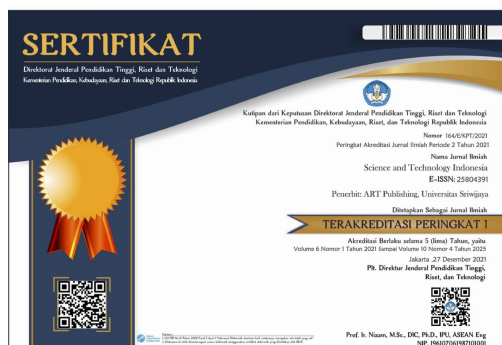 SERTIFIKAT
Direktorat Jenderal Pendidikan Tinggi, Riset dan Teknologi
Kementerian Pendidikan, Kebudayaan, Riset dan Teknologi Republik Indonesia
Kutipan dari Keputusan Direktorat Jenderal Pendidikan Tinggi, Riset dan Teknologi
Kementerian Pendidikan, Kebudayaan, Riset, dan Teknologi Republik Indonesia
Nomor 164/E/KPT/2021
Peringkat Akreditasi Jurnal Ilmiah Periode 2 Tahun 2021
Nama Jurnal Ilmiah
Science and Technology Indonesia
E-ISSN: 25804391
Penerbit: ART Publishing, Universitas Sriwijaya
Ditetapkan Sebagai Jurnal Ilmiah
TERAKREDITASI PERINGKAT 1
Akreditasi Berlaku selama 5 (lima) Tahun, yaitu
Volume 6 Nomor 1 Tahun 2021 Sampai Volume 10 Nomor 4 Tahun 2025
Jakarta ,27 Desember 2021
Plt. Direktur Jenderal Pendidikan Tinggi,
Riset, dan Teknologi
Prof. Ir. Nizam, M.Sc., DIC, Ph.D., IPU, ASEAN Eng
NIP. 196107061987101001